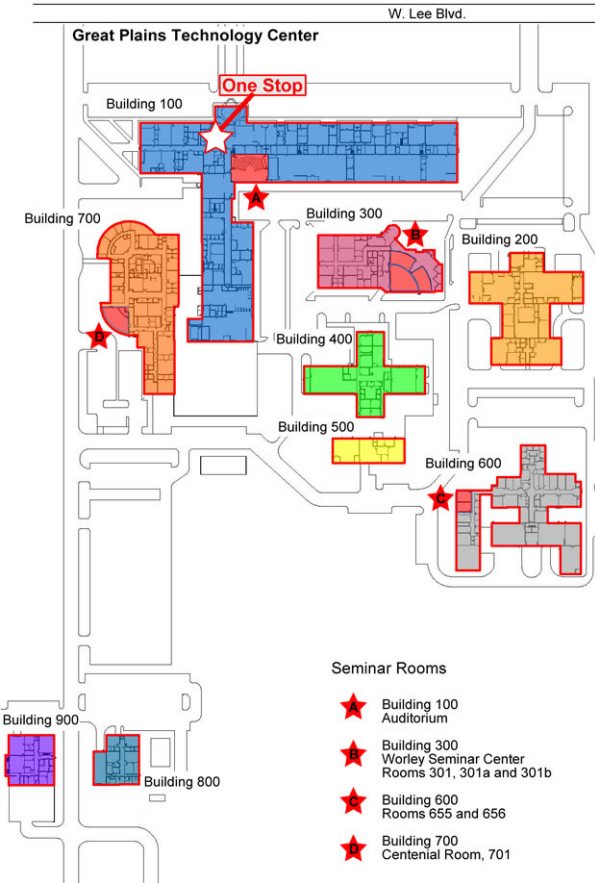 W. Lee Blvd.
Great Plains Technology Center
One Stop
Building 100
A
Building 700
Building 300
B
Building 200
D
Building 400
Building 500
Building 600
C
Seminar Rooms
A
Building 100
Auditorium
B
Building 300
Worley Seminar Center
Rooms 301, 301a and 301b
C
Building 600
Rooms 655 and 656
D
Building 700
Centenial Room, 701
Building 900
Building 800